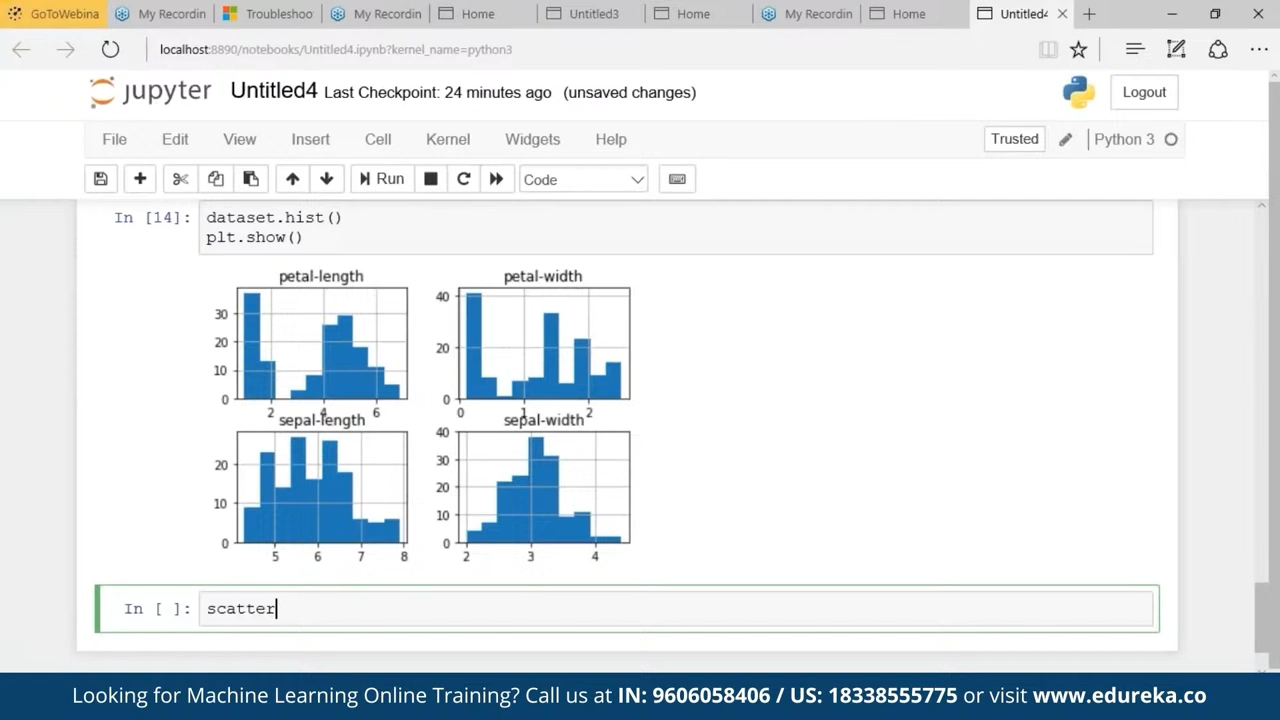 GoToWebina My Recordin Troubleshoo My Recordin Home Untitled3 Home My Recordin Home Untitled4
localhost:8890/notebooks/Untitled4.ipynb?kernel_name=python3
jupyter Untitled4 Last Checkpoint: 24 minutes ago (unsaved changes) Logout
File Edit View Insert Cell Kernel Widgets Help Trusted Python 3
Run Code
In [14]: dataset.hist()
plt.show()
petal-length petal-width
30 20 10 0 2 4 6
40 20 0 0 1 2
sepal-length sepal-width
20 10 0 5 6 7 8
40 30 20 10 0 2 3 4
In [ ]: scatter
Looking for Machine Learning Online Training? Call us at IN: 9606058406 / US: 18338555775 or visit www.edureka.co